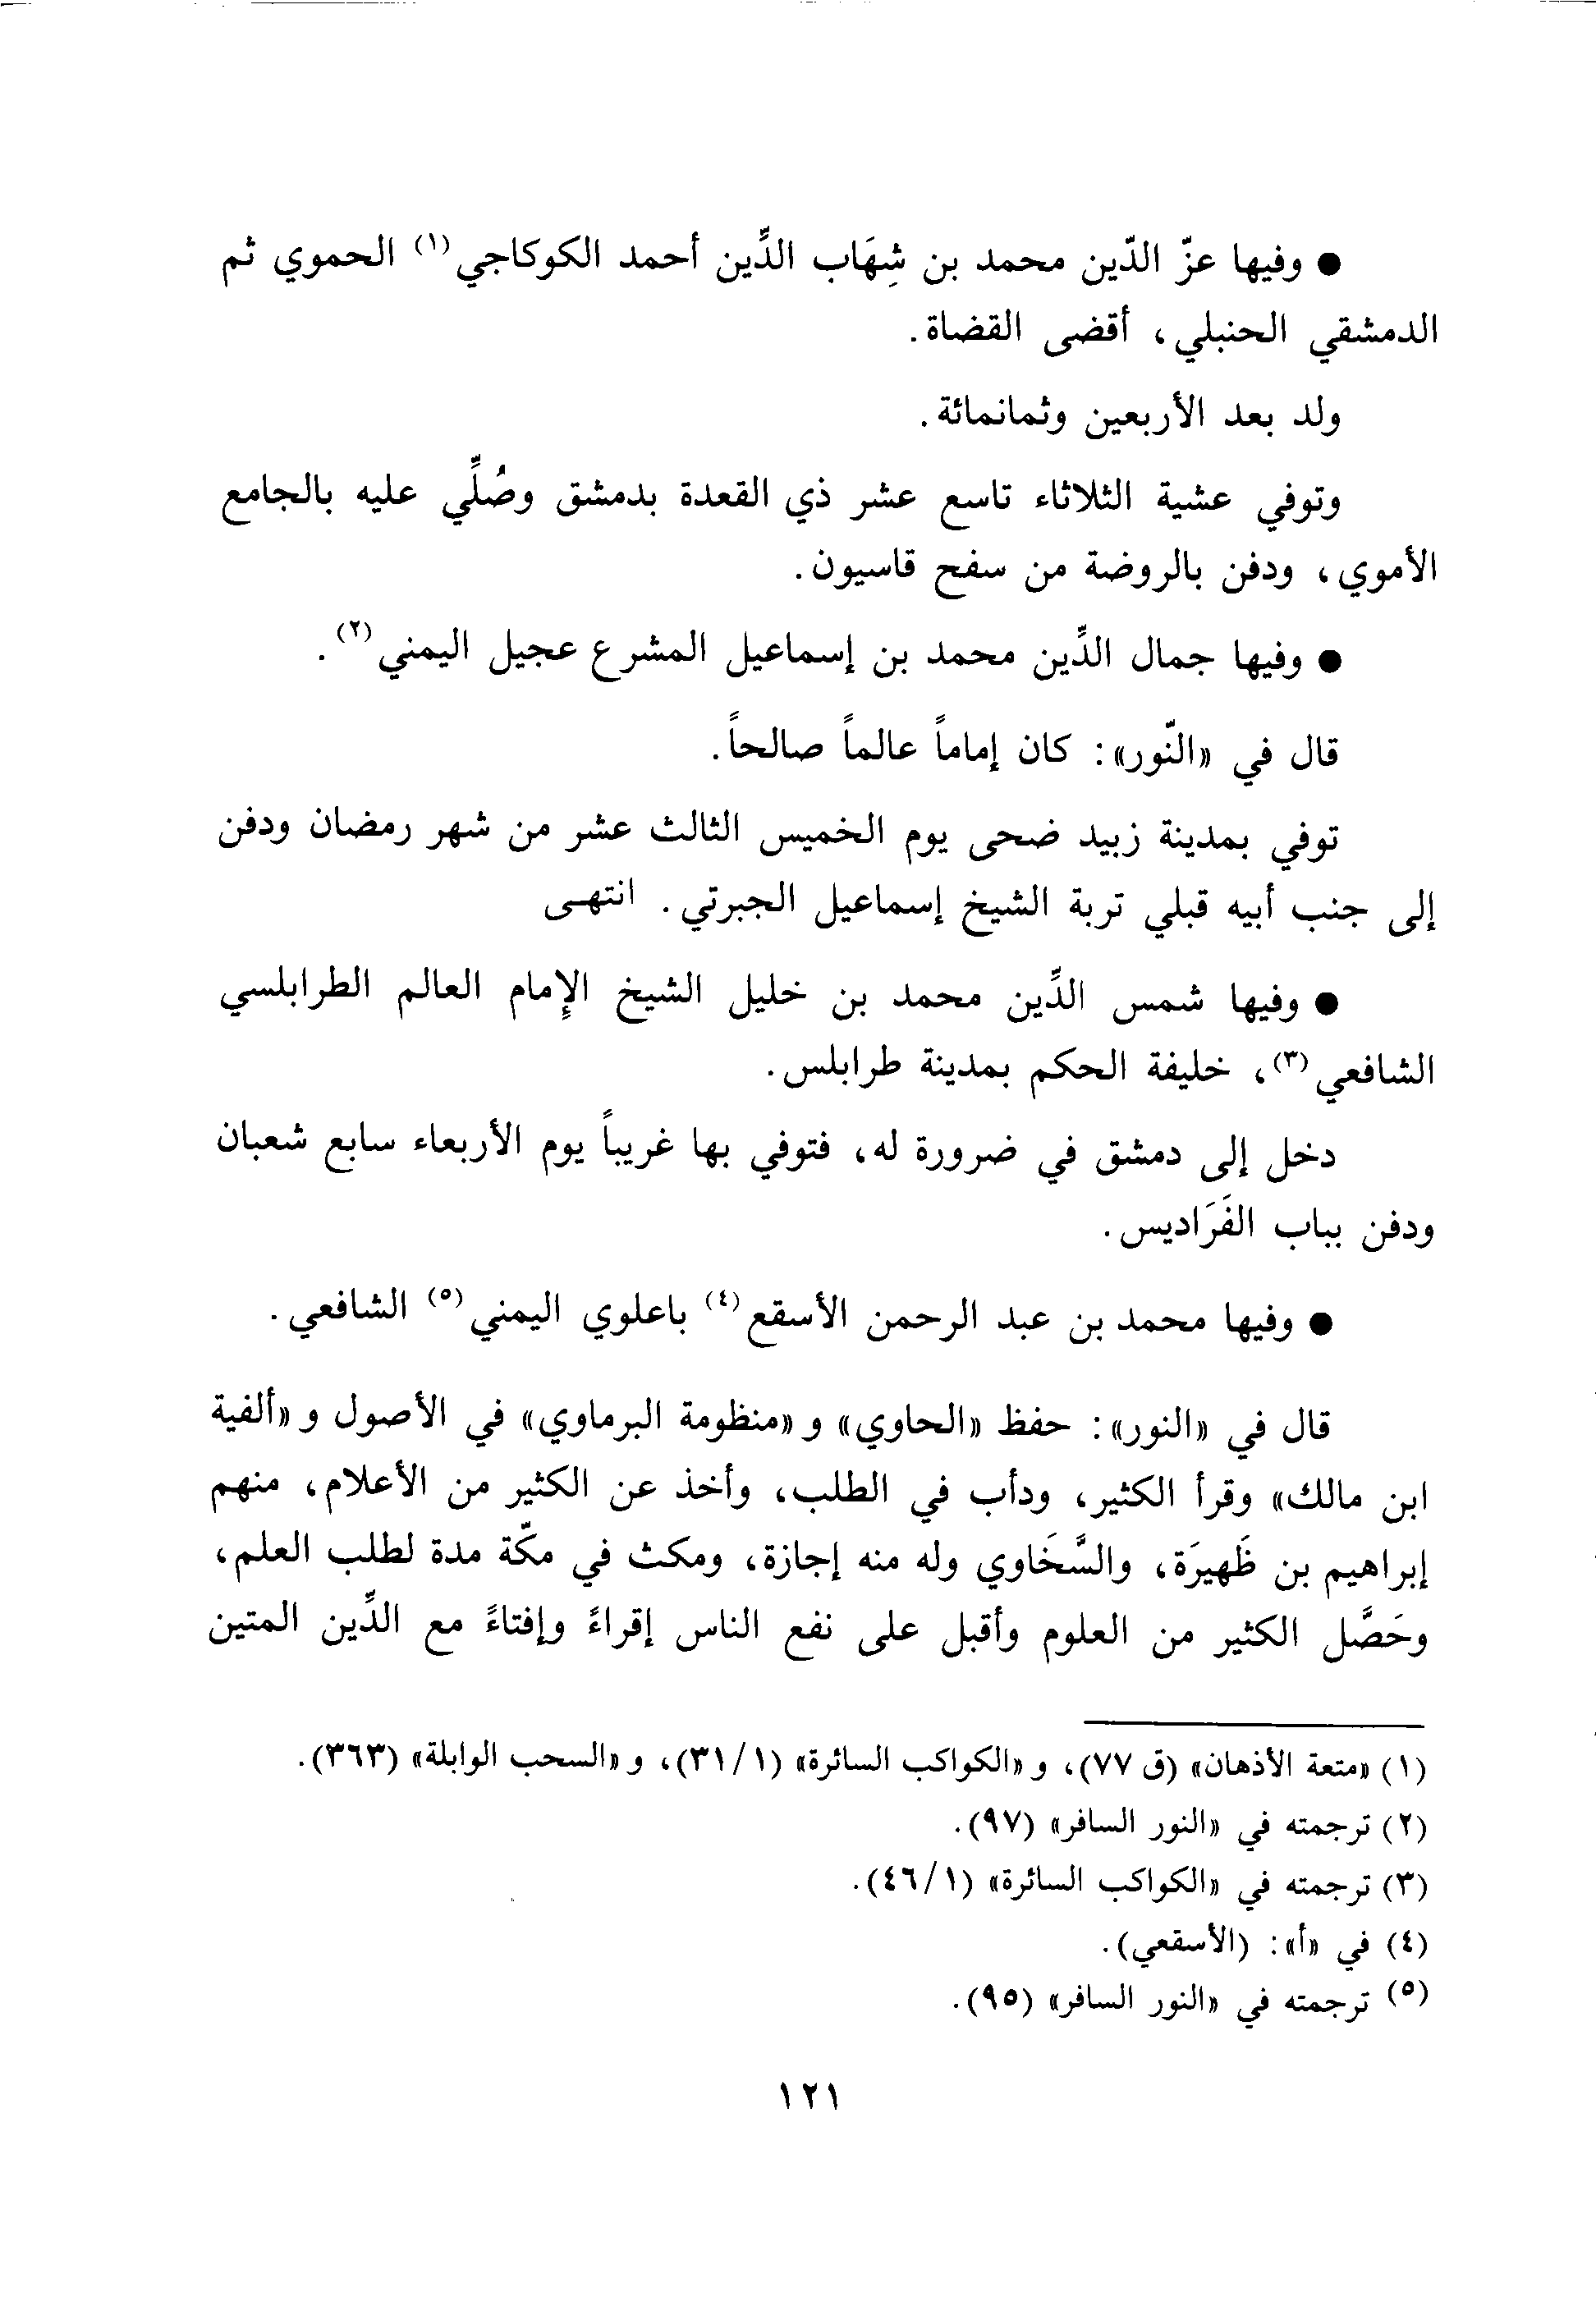 ● وفيها عزّ الدّين محمد بن شِهَاب الدِّين أحمد الكوكاجي (١) الحموي ثم
الدمشقي الحنبلي، أقضى القضاة.
ولد بعد الأربعين وثمانمائة.
وتوفي عشية الثلاثاء تاسع عشر ذي القعدة بدمشق وصُلِّي عليه بالجامع
الأموي، ودفن بالروضة من سفح قاسيون.
● وفيها جمال الدِّين محمد بن إسماعيل المشرع عجيل اليمني (٢).
قال في «النّور»: كان إماماً عالماً صالحاً.
توفي بمدينة زبيد ضحى يوم الخميس الثالث عشر من شهر رمضان ودفن
إلى جنب أبيه قبلي تربة الشيخ إسماعيل الجبرتي. انتهى
● وفيها شمس الدِّين محمد بن خليل الشيخ الإِمام العالم الطرابلسي
الشافعي (٣)، خليفة الحكم بمدينة طرابلس.
دخل إلى دمشق في ضرورة له، فتوفي بها غريباً يوم الأربعاء سابع شعبان
ودفن بباب الفَرَاديس.
● وفيها محمد بن عبد الرحمن الأسقع (٤) باعلوي اليمني (٥) الشافعي.
قال في «النور»: حفظ «الحاوي» و «منظومة البرماوي» في الأصول و «ألفية
ابن مالك» وقرأ الكثير، ودأب في الطلب، وأخذ عن الكثير من الأعلام، منهم
إبراهيم بن ظَهيرَة، والسَّخَاوي وله منه إجازة، ومكث في مكّة مدة لطلب العلم،
وحَصَّل الكثير من العلوم وأقبل على نفع الناس إقراءً وإفتاءً مع الدِّين المتين
(١) «متعة الأذهان» (ق ٧٧)، و «الكواكب السائرة» (٣١/١)، و «السحب الوابلة» (٣٦٣).
(٢) ترجمته في «النور السافر» (٩٧).
(٣) ترجمته في «الكواكب السائرة» (٤٦/١).
(٤) في «أ»: (الأسقعي).
(٥) ترجمته في «النور السافر» (٩٥).
١٢١